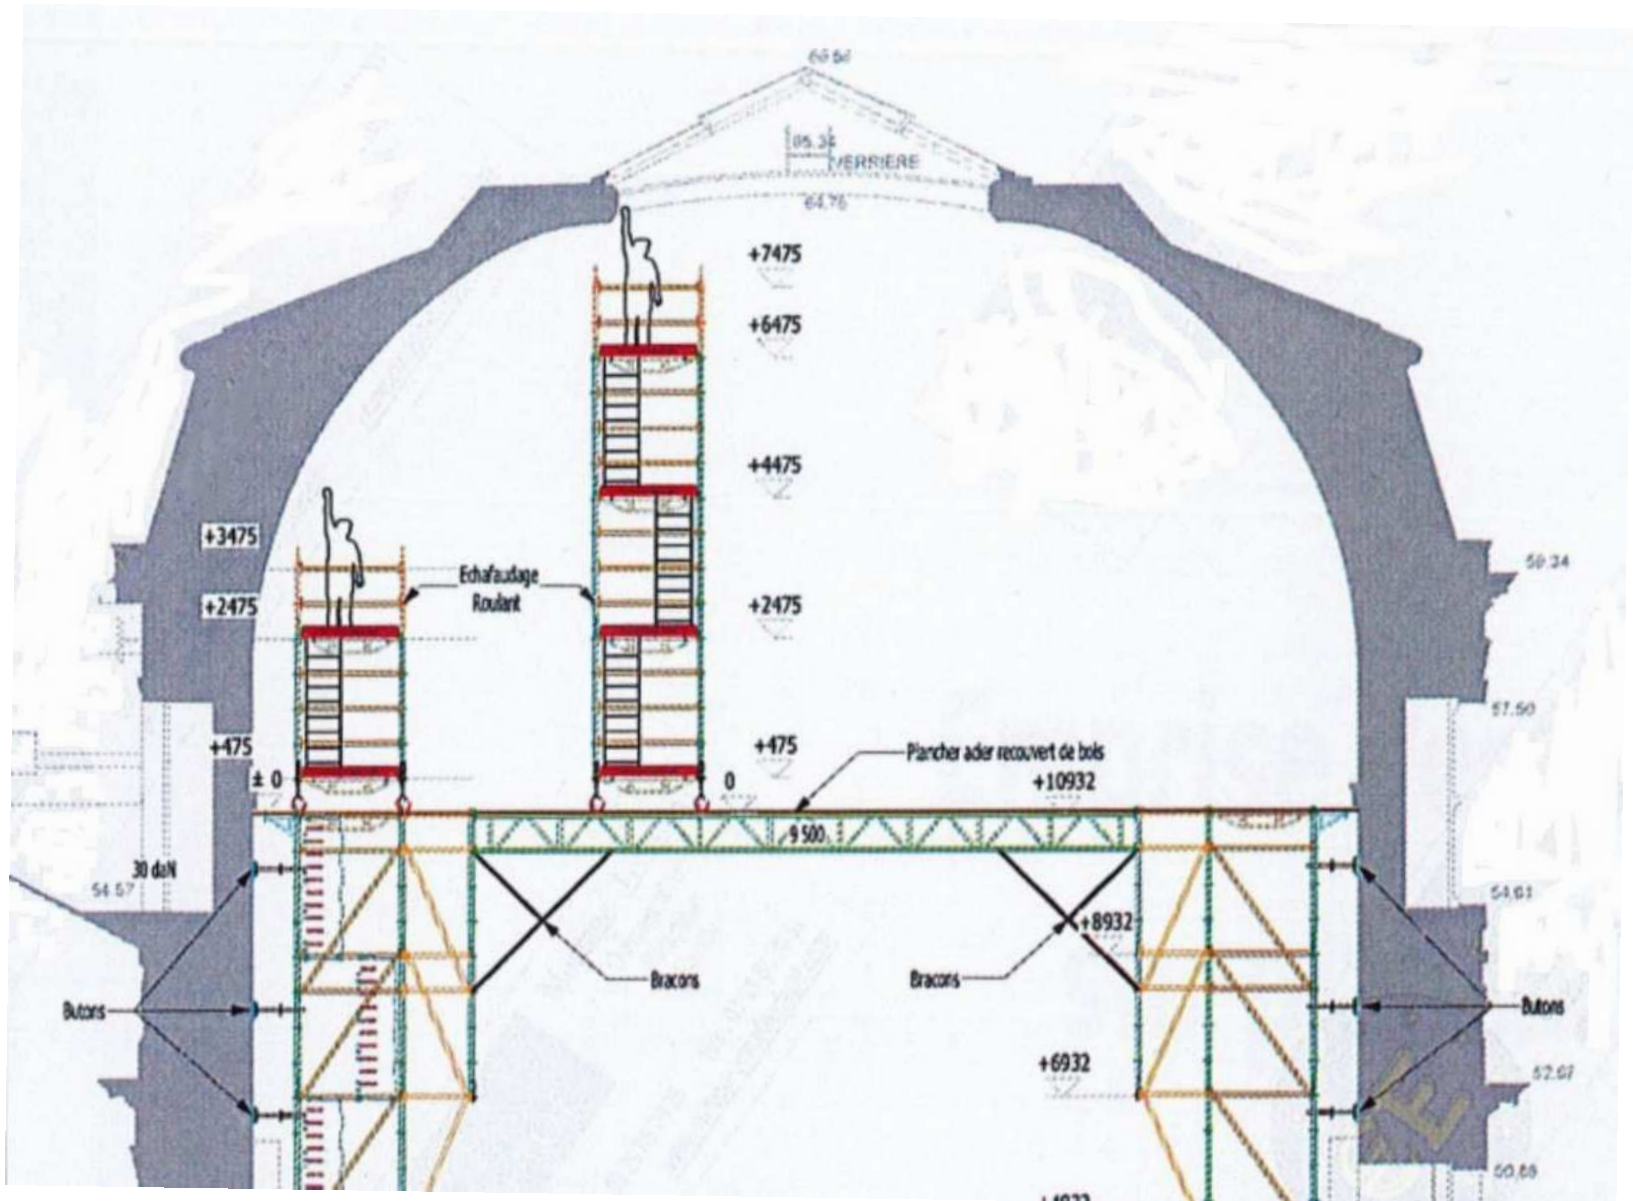 VERRIERE
64.76
+7475
+6475
+4475
+3475
+2475
Echafaudage
Roulant
+2475
+475
+475
± 0
0
Plancher acier recouvert de bois
+10932
9 500
30 daN
54.57
+8932
Bracons
Bracons
Butons
Butons
+6932
59.34
57.50
54.61
52.67
50.88